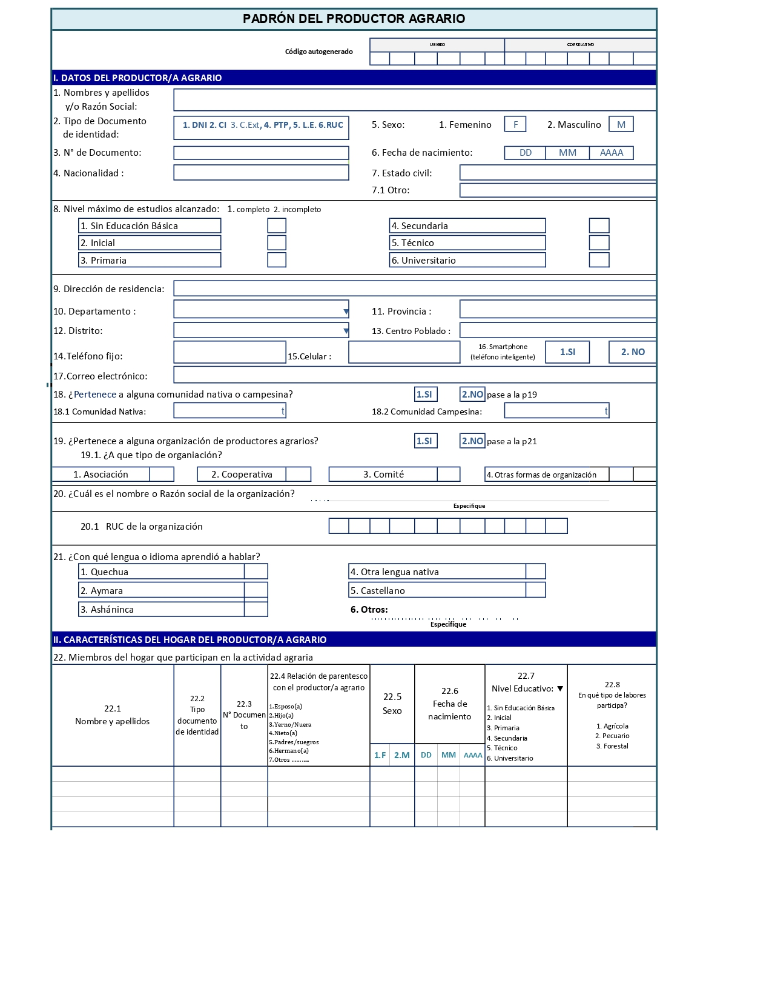 PADRÓN DEL PRODUCTOR AGRARIO
UBIGEO CORRELATIVO
Código autogenerado
I. DATOS DEL PRODUCTOR/A AGRARIO
1. Nombres y apellidos
y/o Razón Social:
2. Tipo de Documento
de identidad:
1. DNI 2. CI 3. C.Ext, 4. PTP, 5. L.E. 6.RUC
5. Sexo: 1. Femenino F 2. Masculino M
3. N° de Documento: 6. Fecha de nacimiento: DD MM AAAA
4. Nacionalidad : 7. Estado civil:
7.1 Otro:
8. Nivel máximo de estudios alcanzado: 1. completo 2. incompleto
1. Sin Educación Básica 4. Secundaria
2. Inicial 5. Técnico
3. Primaria 6. Universitario
9. Dirección de residencia:
10. Departamento : 11. Provincia :
12. Distrito: 13. Centro Poblado :
14.Teléfono fijo: 15.Celular : 16. Smartphone
(teléfono inteligente) 1.SI 2. NO
17.Correo electrónico:
18. ¿Pertenece a alguna comunidad nativa o campesina? 1.SI 2.NO pase a la p19
18.1 Comunidad Nativa: t 18.2 Comunidad Campesina: t
19. ¿Pertenece a alguna organización de productores agrarios? 1.SI 2.NO pase a la p21
19.1. ¿A que tipo de organiación?
1. Asociación 2. Cooperativa 3. Comité 4. Otras formas de organización
20. ¿Cuál es el nombre o Razón social de la organización?
Especifique
20.1 RUC de la organización
21. ¿Con qué lengua o idioma aprendió a hablar?
1. Quechua 4. Otra lengua nativa
2. Aymara 5. Castellano
3. Asháninca 6. Otros:
Especifíque
II. CARACTERÍSTICAS DEL HOGAR DEL PRODUCTOR/A AGRARIO
22. Miembros del hogar que participan en la actividad agraria
22.1
Nombre y apellidos
22.2
Tipo
documento
de identidad
22.3
N° Documen
to
22.4 Relación de parentesco
con el productor/a agrario
1.Esposo(a)
2.Hijo(a)
3.Yerno/Nuera
4.Nieto(a)
5.Padres/suegros
6.Hermano(a)
7.Otros ..........
22.5
Sexo
1.F 2.M
22.6
Fecha de
nacimiento
DD MM AAAA
22.7
Nivel Educativo: ▼
1. Sin Educación Básica
2. Inicial
3. Primaria
4. Secundaria
5. Técnico
6. Universitario
22.8
En qué tipo de labores
participa?
1. Agrícola
2. Pecuario
3. Forestal